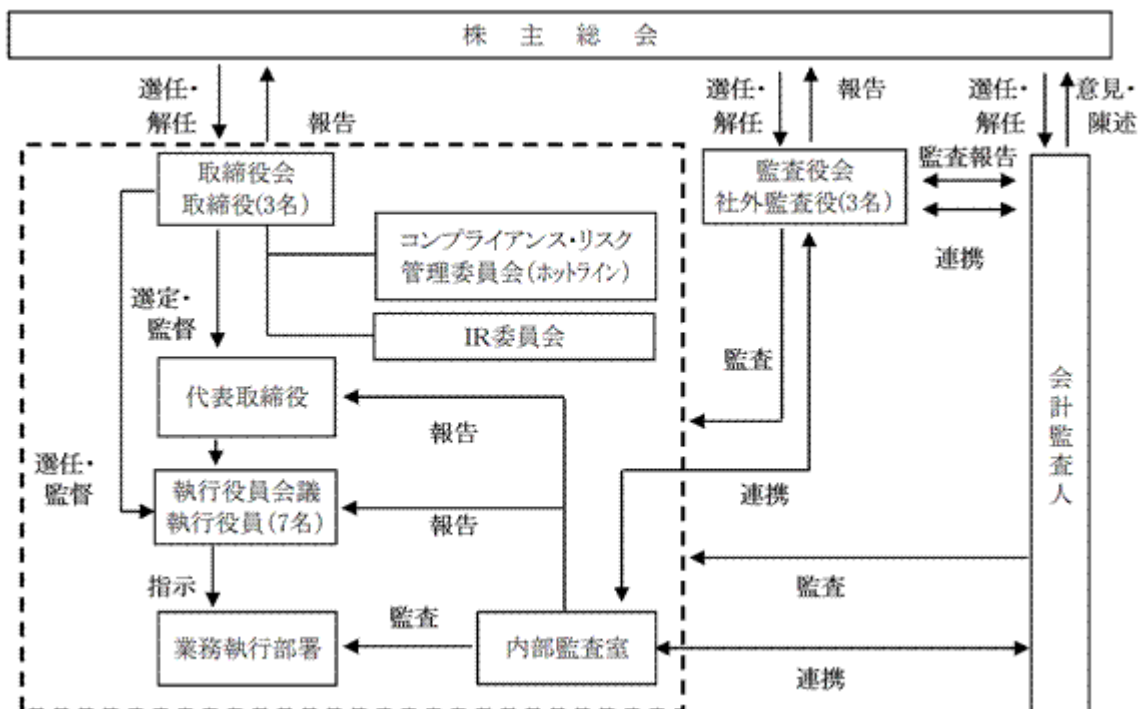 株主総会
選任・
解任
報告
選任・
解任
報告
選任・
解任
意見・
陳述
取締役会
取締役(3名)
監査役会
社外監査役(3名)
監査報告
連携
コンプライアンス・リスク
管理委員会(ホットライン)
選定・
監督
IR委員会
監査
代表取締役
報告
会計監査人
選任・
監督
執行役員会議
執行役員(7名)
報告
連携
指示
監査
業務執行部署
監査
内部監査室
連携